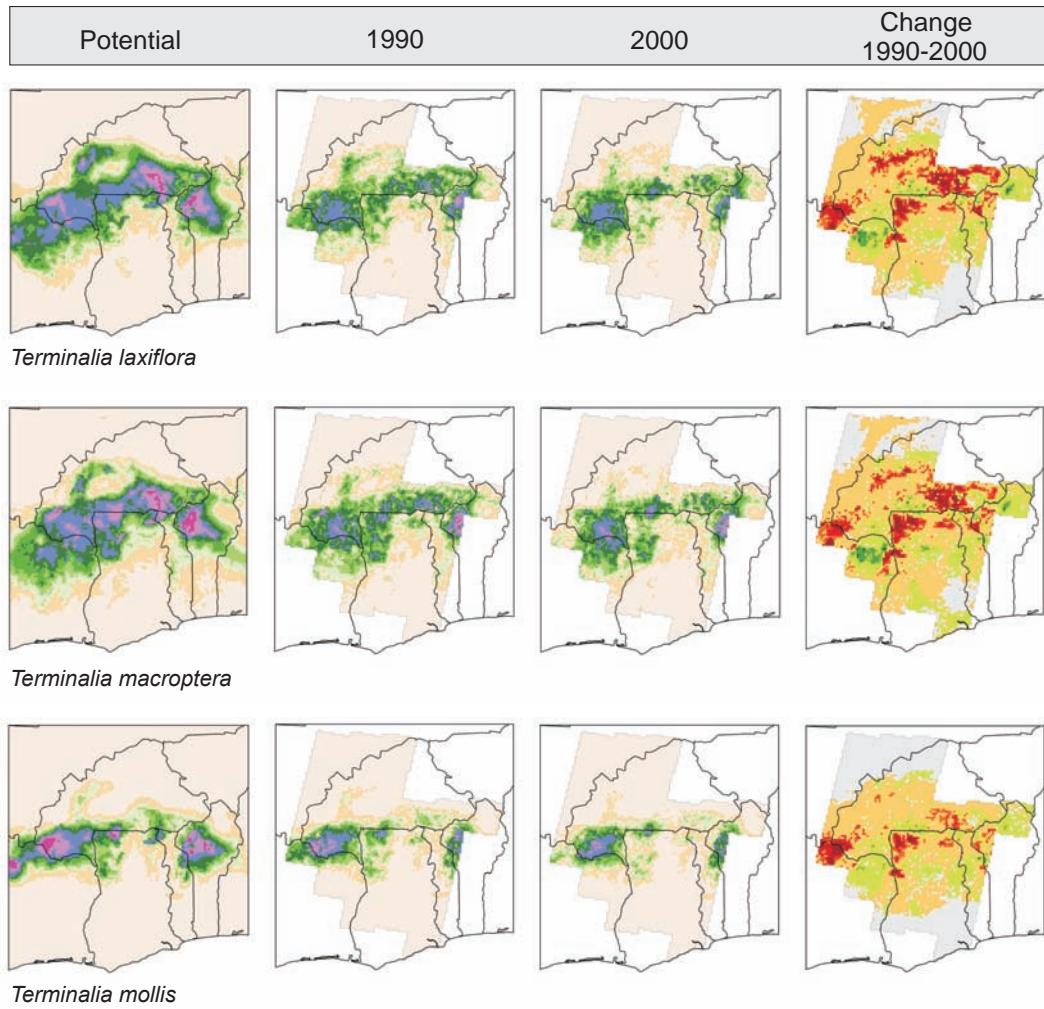 Potential
1990
2000
Change
1990-2000
Terminalia laxiflora
Terminalia macroptera
Terminalia mollis